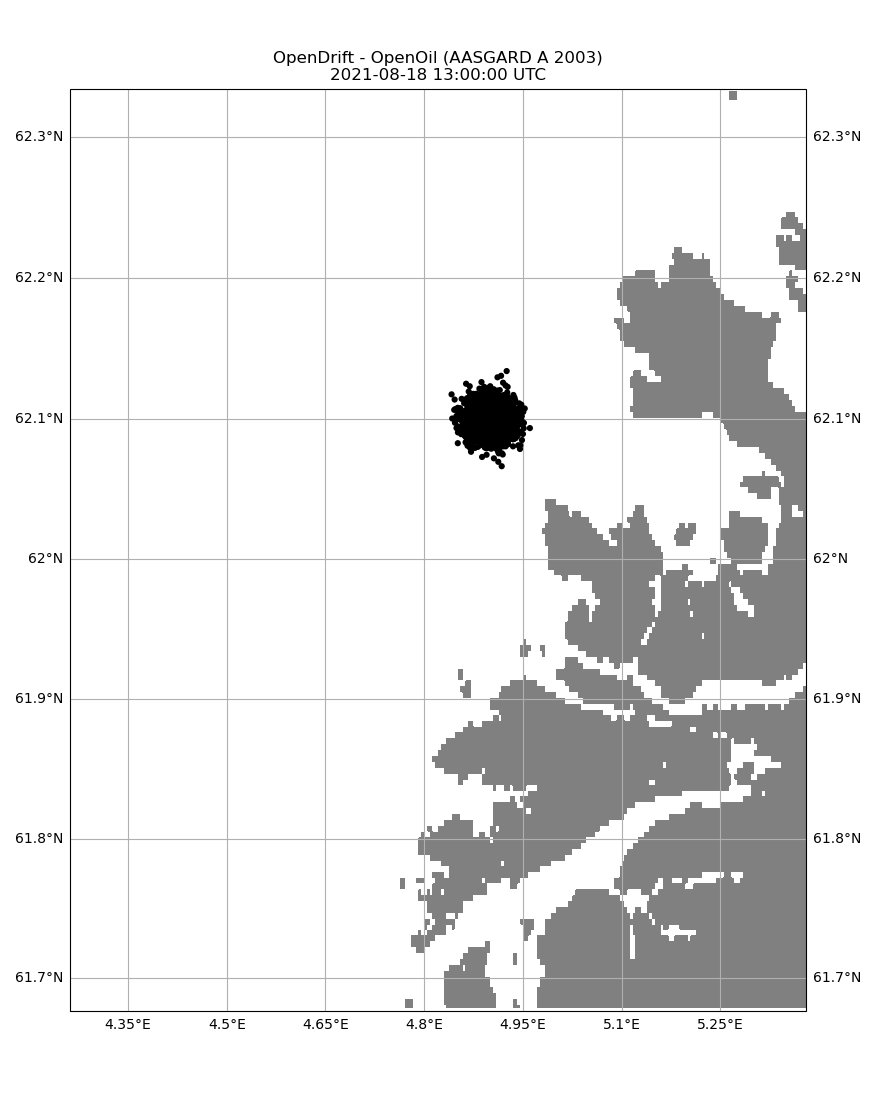 OpenDrift - OpenOil (AASGARD A 2003)
2021-08-18 13:00:00 UTC
62.3°N 62.3°N
62.2°N 62.2°N
62.1°N 62.1°N
62°N 62°N
61.9°N 61.9°N
61.8°N 61.8°N
61.7°N 61.7°N
4.35°E 4.5°E 4.65°E 4.8°E 4.95°E 5.1°E 5.25°E